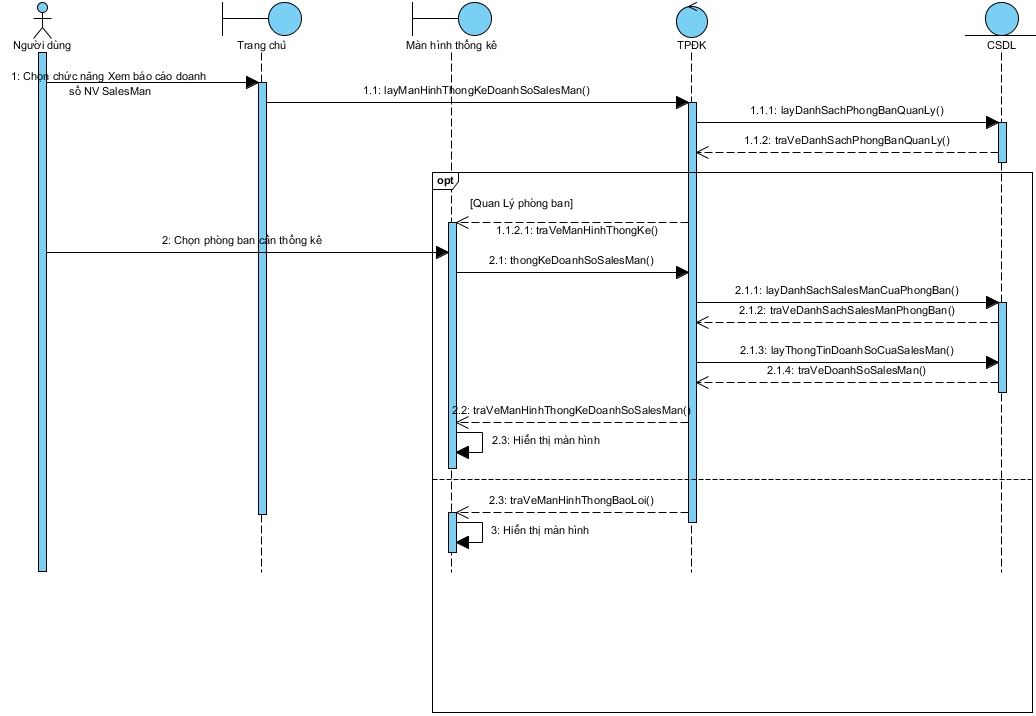 Người dùng
Trang chủ
Màn hình thống kê
TPĐK
CSDL
1: Chọn chức năng Xem báo cáo doanh
số NV SalesMan
1.1: layManHinhThongKeDoanhSoSalesMan()
1.1.1: layDanhSachPhongBanQuanLy()
1.1.2: traVeDanhSachPhongBanQuanLy()
opt
[Quan Lý phòng ban]
1.1.2.1: traVeManHinhThongKe()
2: Chọn phòng ban cần thống kê
2.1: thongKeDoanhSoSalesMan()
2.1.1: layDanhSachSalesManCuaPhongBan()
2.1.2: traVeDanhSachSalesManPhongBan()
2.1.3: layThongTinDoanhSoCuaSalesMan()
2.1.4: traVeDoanhSoSalesMan()
2.2: traVeManHinhThongKeDoanhSoSalesMan()
2.3: Hiển thị màn hình
2.3: traVeManHinhThongBaoLoi()
3: Hiển thị màn hình